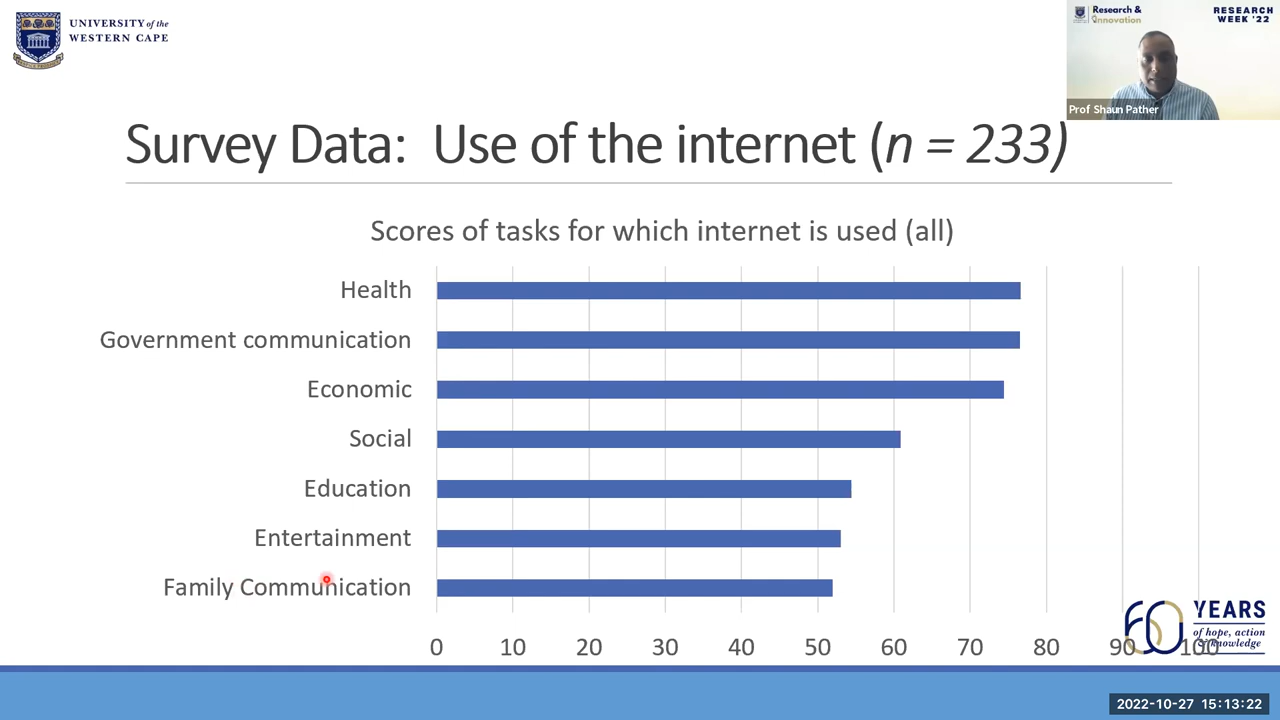 UNIVERSITY of the
WESTERN CAPE
Research &
Innovation
RESEARCH
WEEK '22
Prof Shaun Pather
Survey Data: Use of the internet (n = 233)
Scores of tasks for which internet is used (all)
Health
Government communication
Economic
Social
Education
Entertainment
Family Communication
0 10 20 30 40 50 60 70 80 90 100
60 YEARS
of hope, action
& knowledge
2022-10-27 15:13:22